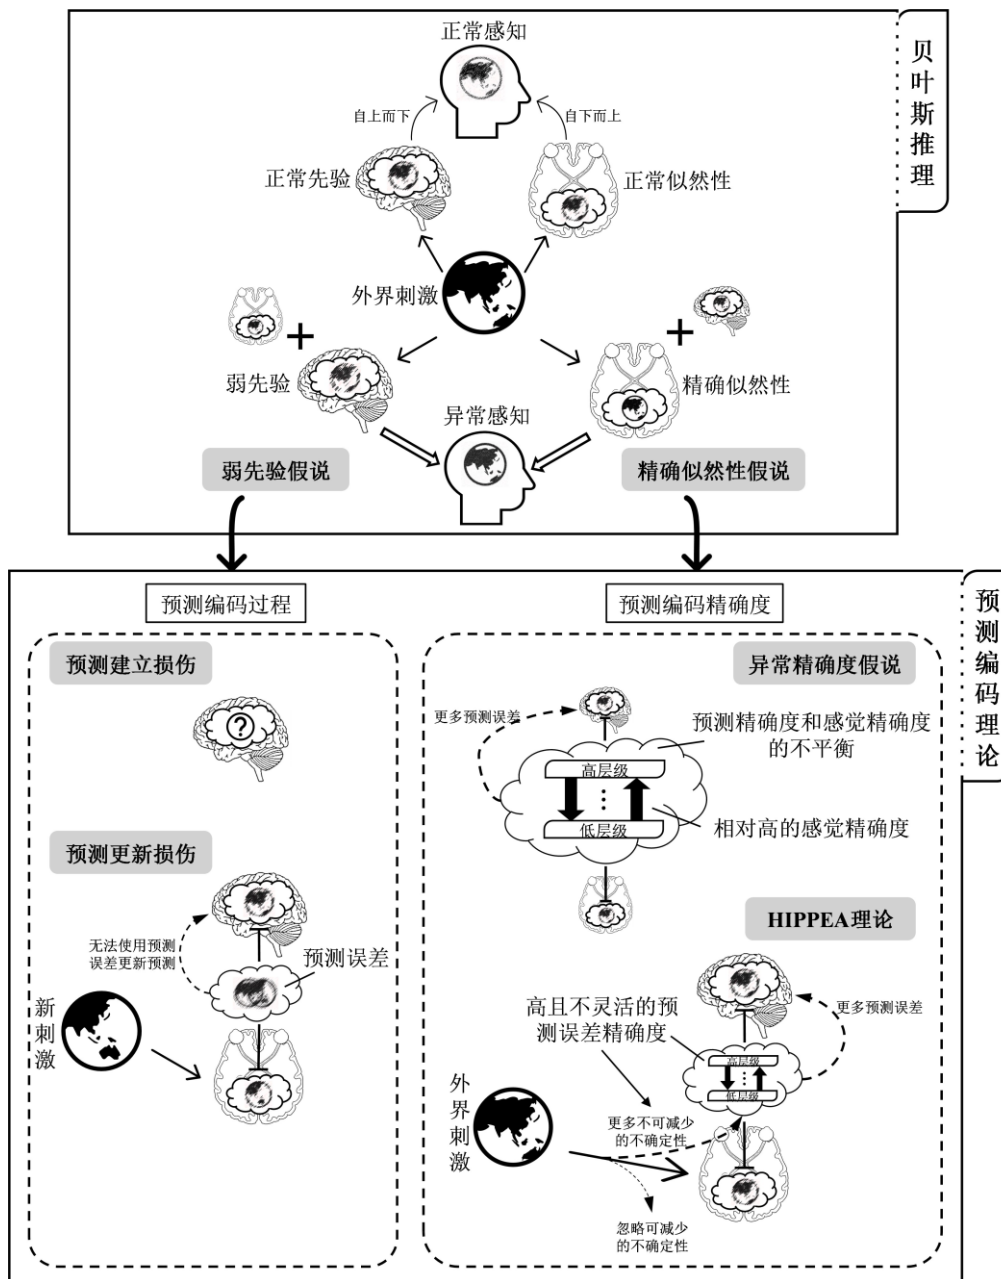 正常感知
贝叶斯推理
自上而下
自下而上
正常先验
正常似然性
外界刺激
弱先验
精确似然性
异常感知
弱先验假说
精确似然性假说
预测编码理论
预测编码过程
预测编码精确度
预测建立损伤
异常精确度假说
?
更多预测误差
预测精确度和感觉精确度
的不平衡
高层级
低层级
相对高的感觉精确度
预测更新损伤
HIPPEA理论
无法使用预测
误差更新预测
预测误差
新刺激
高且不灵活的预
测误差精确度
更多预测误差
高层级
低层级
外界刺激
更多不可减少
的不确定性
忽略可减少
的不确定性